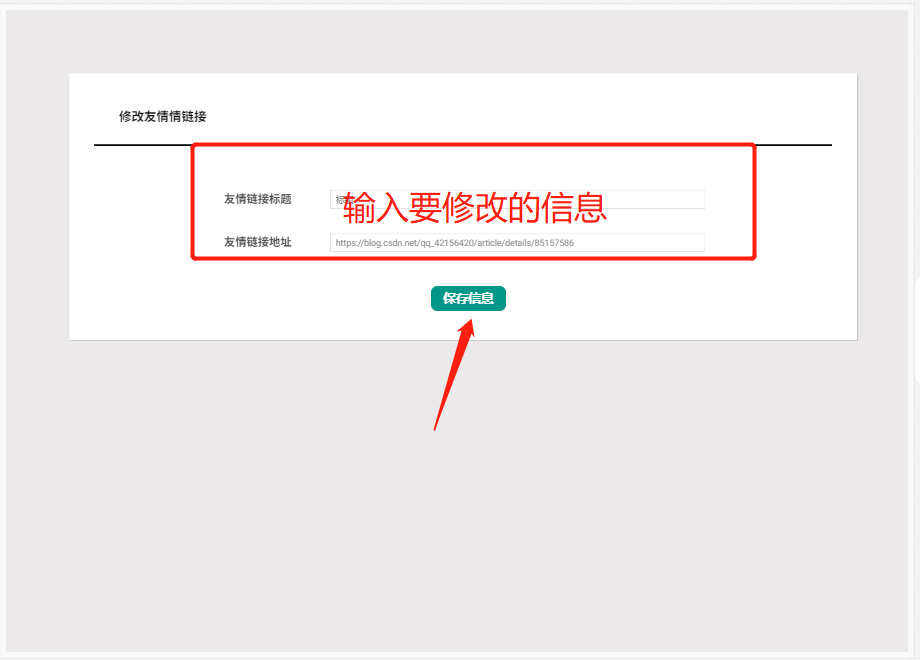 修改友情情链接
友情链接标题
输入要修改的信息
友情链接地址
https://blog.csdn.net/qq_42156420/article/details/85157586
保存信息